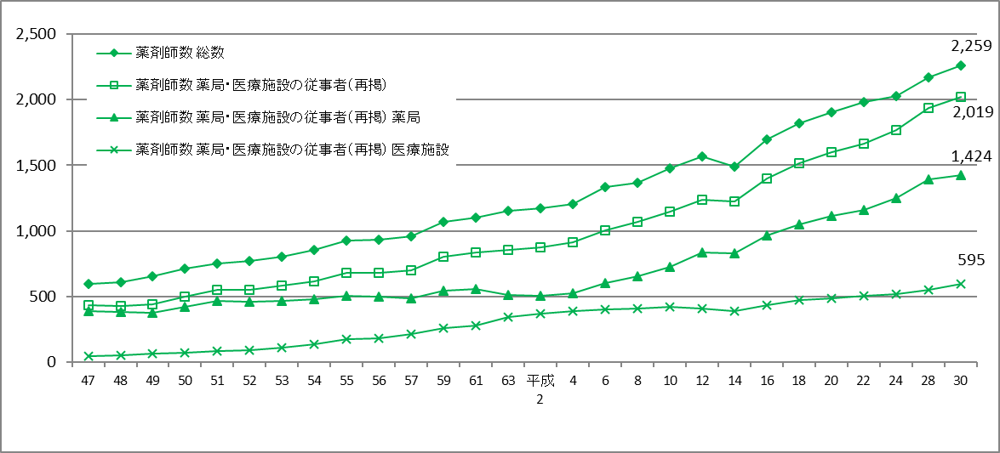 2,500
2,000
1,500
1,000
500
0
薬剤師数 総数
薬剤師数 薬局・医療施設の従事者(再掲)
薬剤師数 薬局・医療施設の従事者(再掲) 薬局
薬剤師数 薬局・医療施設の従事者(再掲) 医療施設
2,259
2,019
1,424
595
47 48 49 50 51 52 53 54 55 56 57 59 61 63 平成 4 6 8 10 12 14 16 18 20 22 24 28 30
2